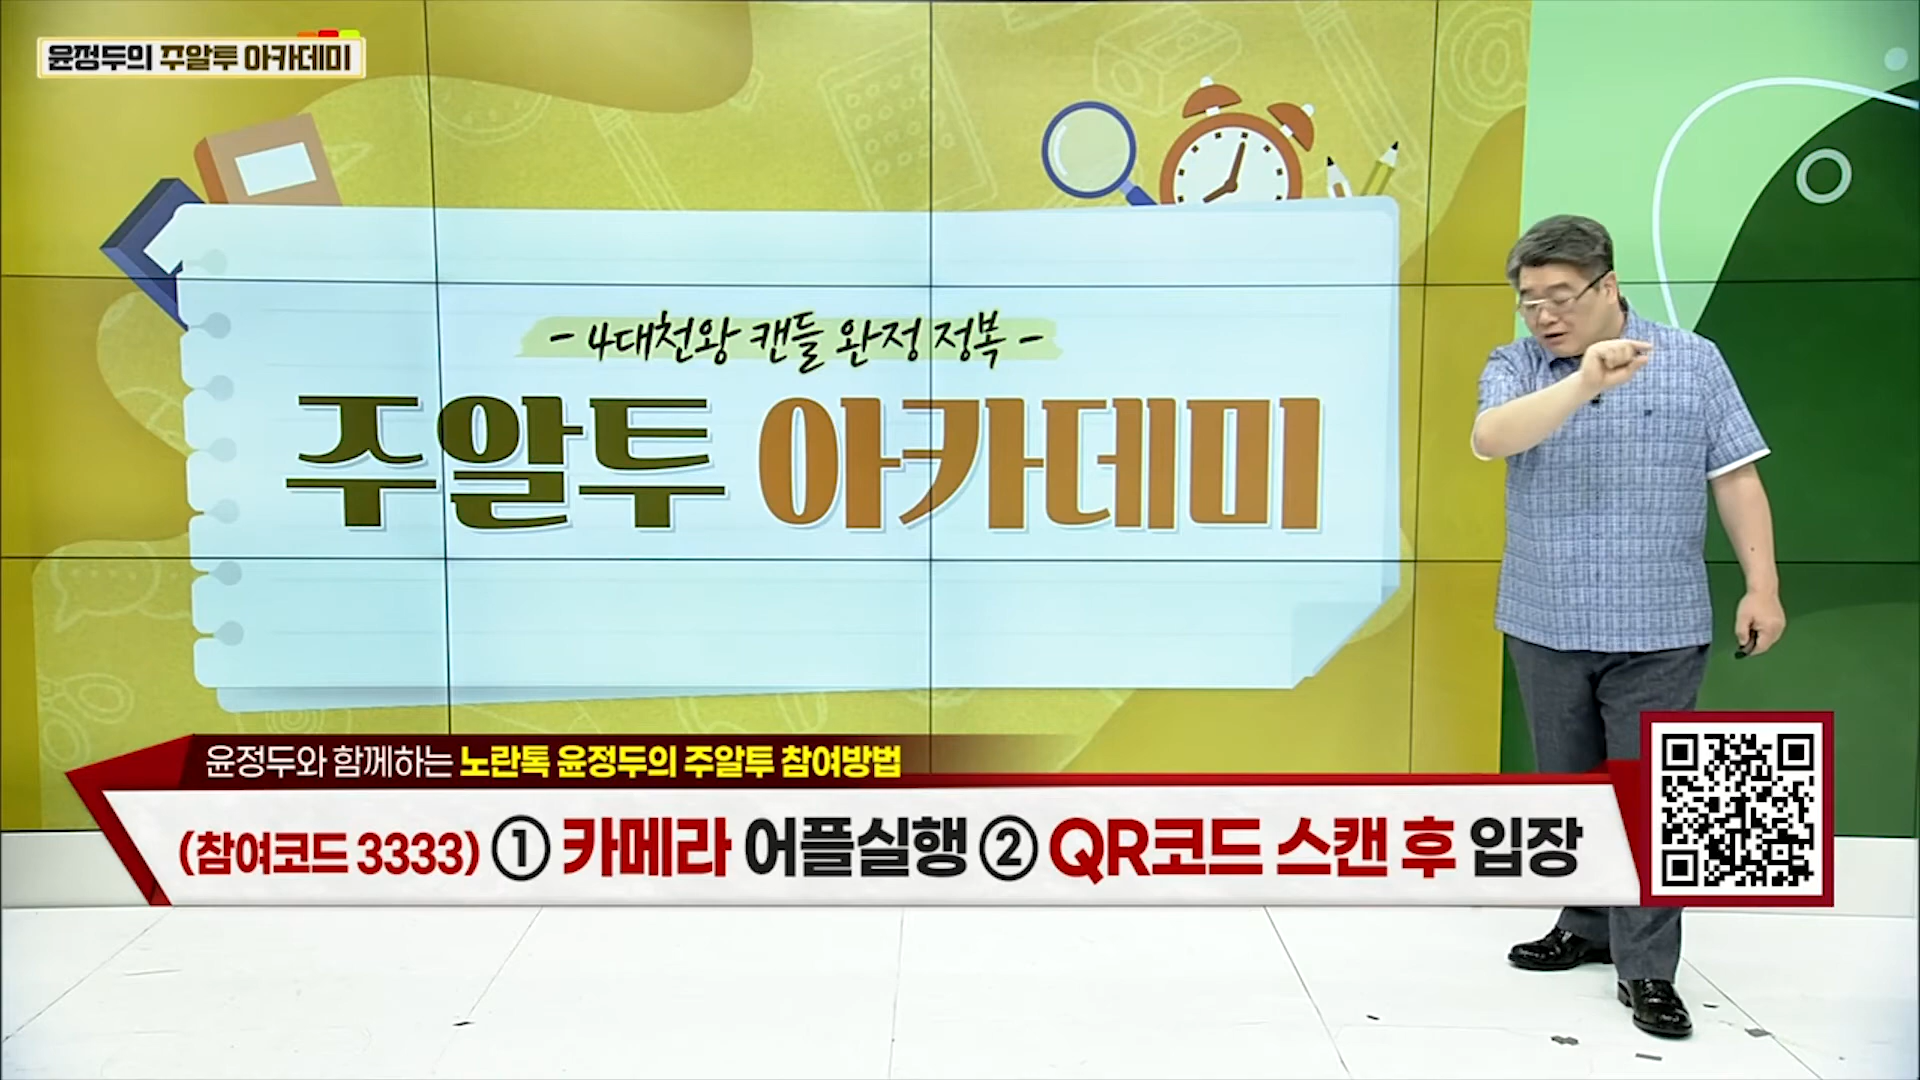 윤정두의 주알투 아카데미
- 4대천왕 캔들 완정 정복 -
주알투 아카데미
윤정두와 함께하는 노란톡 윤정두의 주알투 참여방법
(참여코드 3333) ① 카메라 어플실행 ② QR코드 스캔 후 입장